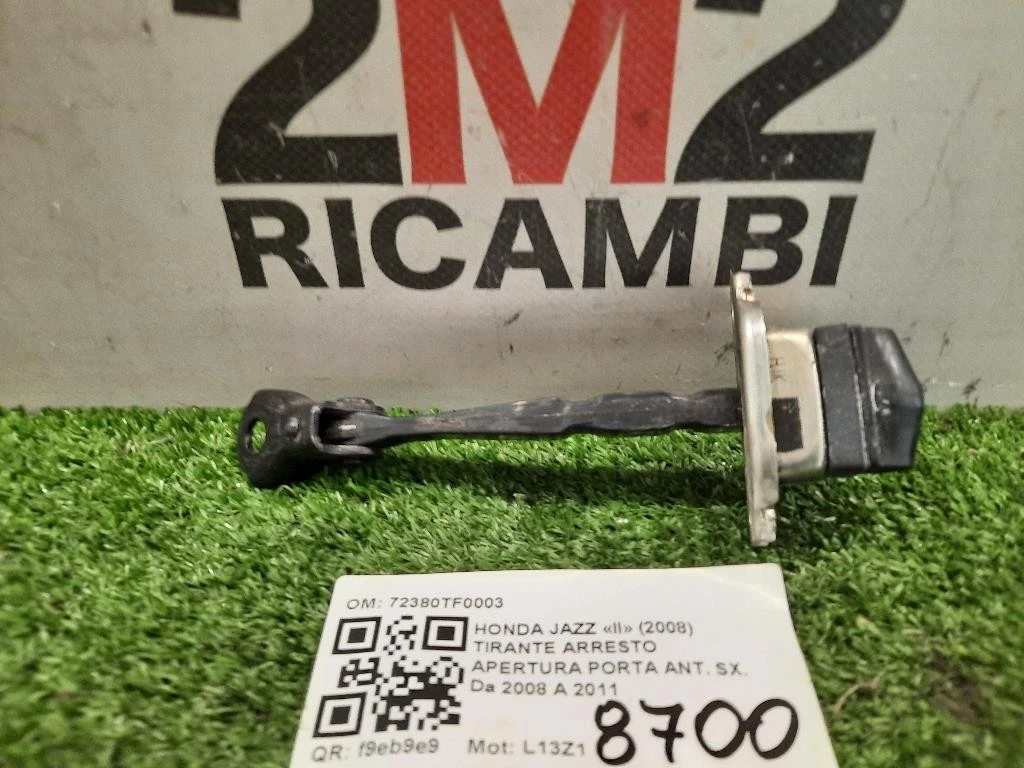 2M2
RICAMBI
HK
OM: 72380TF0003
HONDA JAZZ «II» (2008)
TIRANTE ARRESTO
APERTURA PORTA ANT. SX.
Da 2008 A 2011
QR: f9eb9e9 Mot: L13Z1
8700